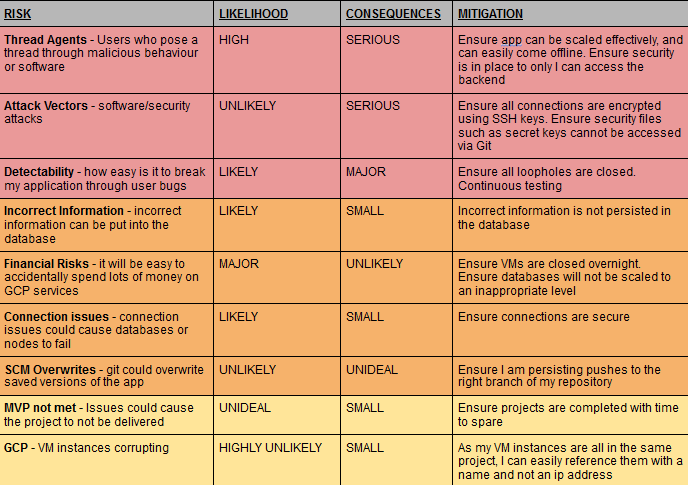 RISK LIKELIHOOD CONSEQUENCES MITIGATION
Thread Agents - Users who pose a HIGH SERIOUS Ensure app can be scaled effectively, and
thread through malicious behaviour can easily come offline. Ensure security
or software is in place to only I can access the
backend
Attack Vectors - software/security UNLIKELY SERIOUS Ensure all connections are encrypted
attacks using SSH keys. Ensure security files
such as secret keys cannot be accessed
via Git
Detectability - how easy is it to break LIKELY MAJOR Ensure all loopholes are closed.
my application through user bugs Continuous testing
Incorrect Information - incorrect LIKELY SMALL Incorrect information is not persisted in
information can be put into the the database
database
Financial Risks - it will be easy to MAJOR UNLIKELY Ensure VMs are closed overnight.
accidentally spend lots of money on Ensure databases will not be scaled to
GCP services an inappropriate level
Connection issues - connection LIKELY SMALL Ensure connections are secure
issues could cause databases or
nodes to fail
SCM Overwrites - git could overwrite UNLIKELY UNIDEAL Ensure I am persisting pushes to the
saved versions of the app right branch of my repository
MVP not met - Issues could cause UNIDEAL SMALL Ensure projects are completed with time
the project to not be delivered to spare
GCP - VM instances corrupting HIGHLY UNLIKELY SMALL As my VM instances are all in the same
project, I can easily reference them with a
name and not an ip address